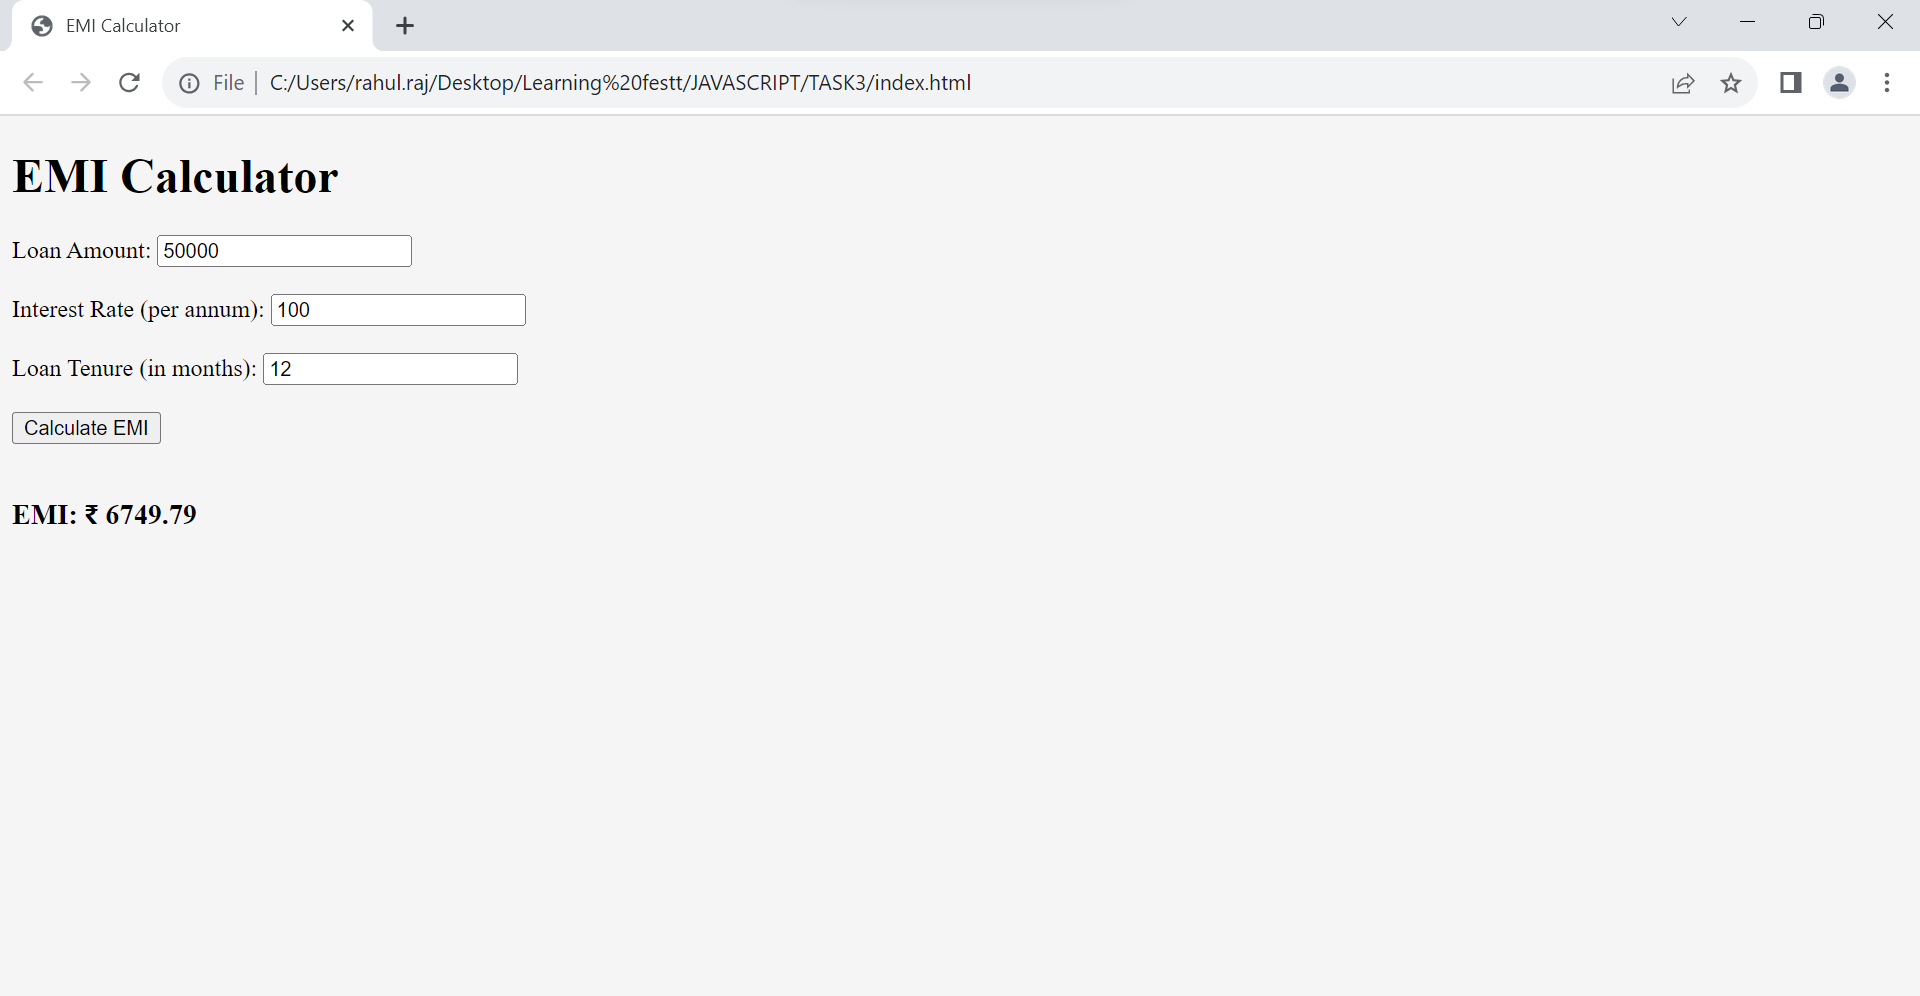 EMI Calculator
File | C:/Users/rahul.raj/Desktop/Learning%20festt/JAVASCRIPT/TASK3/index.html
EMI Calculator
Loan Amount: 50000
Interest Rate (per annum): 100
Loan Tenure (in months): 12
Calculate EMI
EMI: ₹ 6749.79